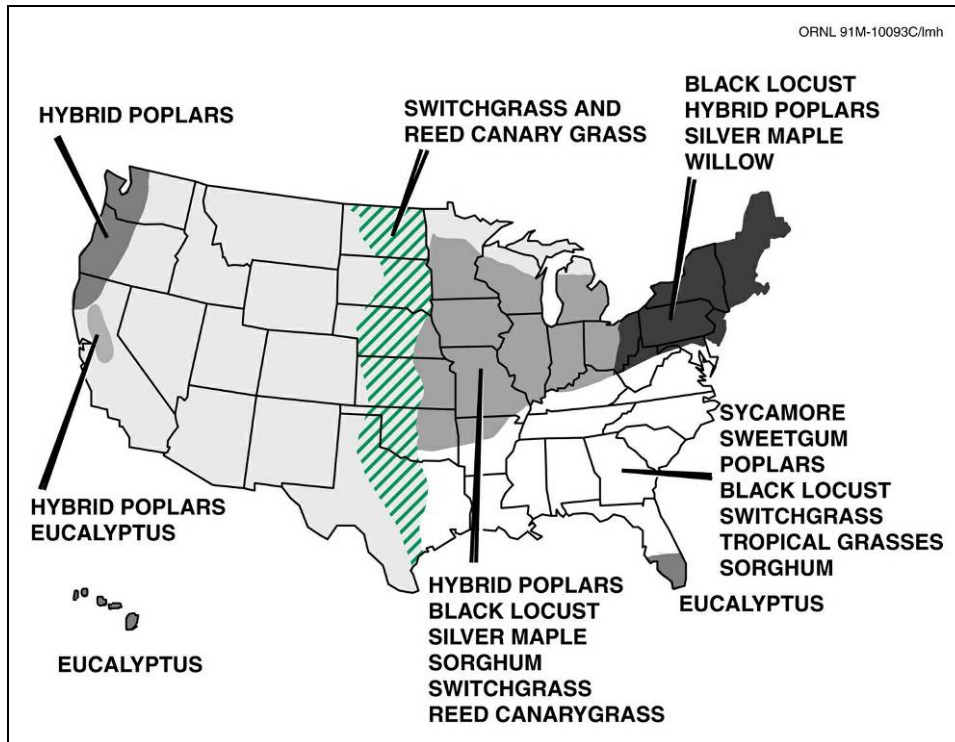 ORNL 91M-10093C/lmh
HYBRID POPLARS
SWITCHGRASS AND
REED CANARY GRASS
BLACK LOCUST
HYBRID POPLARS
SILVER MAPLE
WILLOW
HYBRID POPLARS
EUCALYPTUS
SYCAMORE
SWEETGUM
POPLARS
BLACK LOCUST
SWITCHGRASS
TROPICAL GRASSES
SORGHUM
EUCALYPTUS
HYBRID POPLARS
BLACK LOCUST
SILVER MAPLE
SORGHUM
SWITCHGRASS
REED CANARYGRASS
EUCALYPTUS